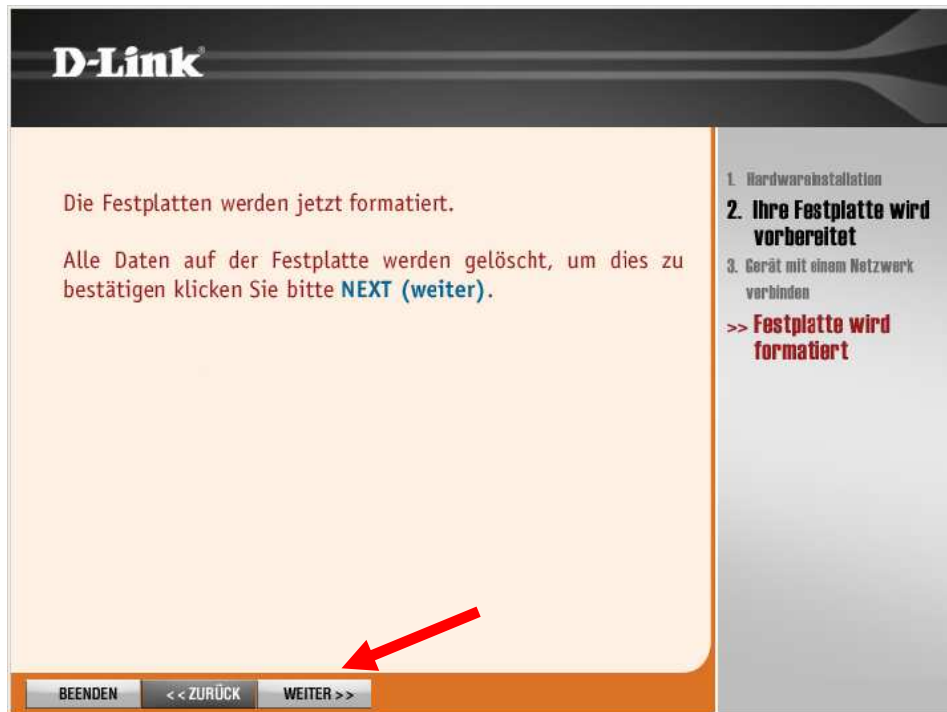 D-Link®
Die Festplatten werden jetzt formatiert.
Alle Daten auf der Festplatte werden gelöscht, um dies zu
bestätigen klicken Sie bitte NEXT (weiter).
1. Hardwareinstallation
2. Ihre Festplatte wird
vorbereitet
3. Gerät mit einem Netzwerk
verbinden
>> Festplatte wird
formatiert
BEENDEN
<< ZURÜCK
WEITER >>